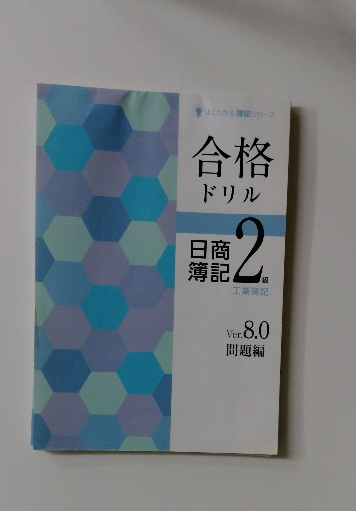 よくわかる簿記シリーズ
合格
ドリル
日商
簿記2級
工業簿記
Ver.8.0
問題編